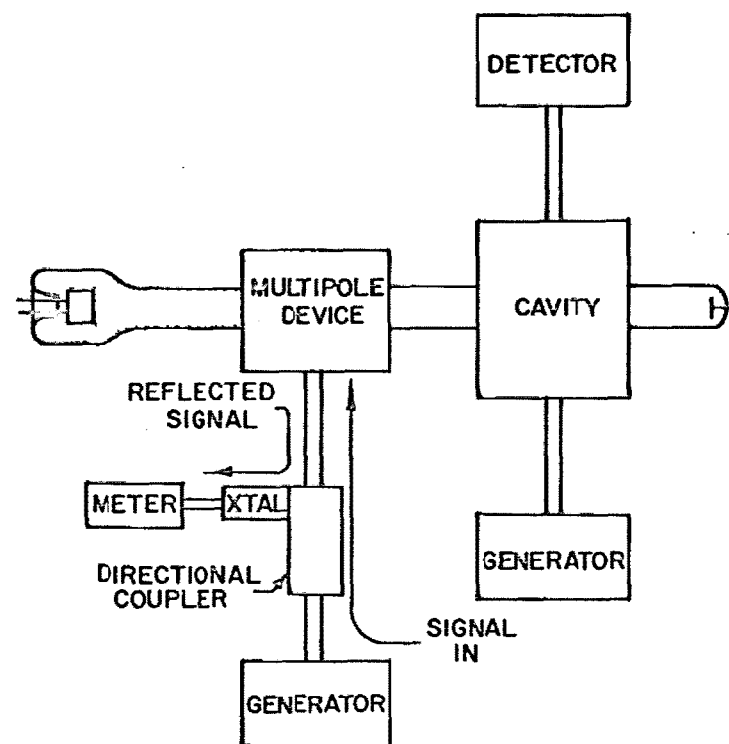 DETECTOR
MULTIPOLE
DEVICE
CAVITY
REFLECTED
SIGNAL
METER
XTAL
GENERATOR
DIRECTIONAL
COUPLER
SIGNAL
IN
GENERATOR